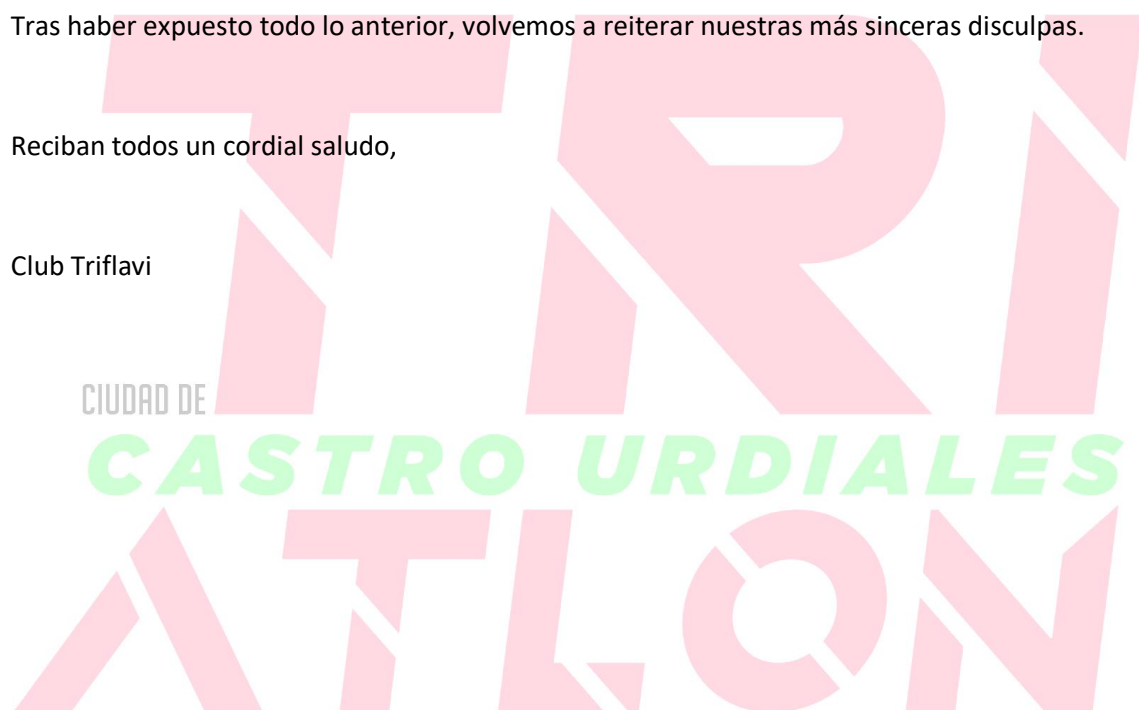 Tras haber expuesto todo lo anterior, volvemos a reiterar nuestras más sinceras disculpas.
Reciban todos un cordial saludo,
Club Triflavi
TRI
CIUDAD DE
CASTRO URDIALES
ATLON